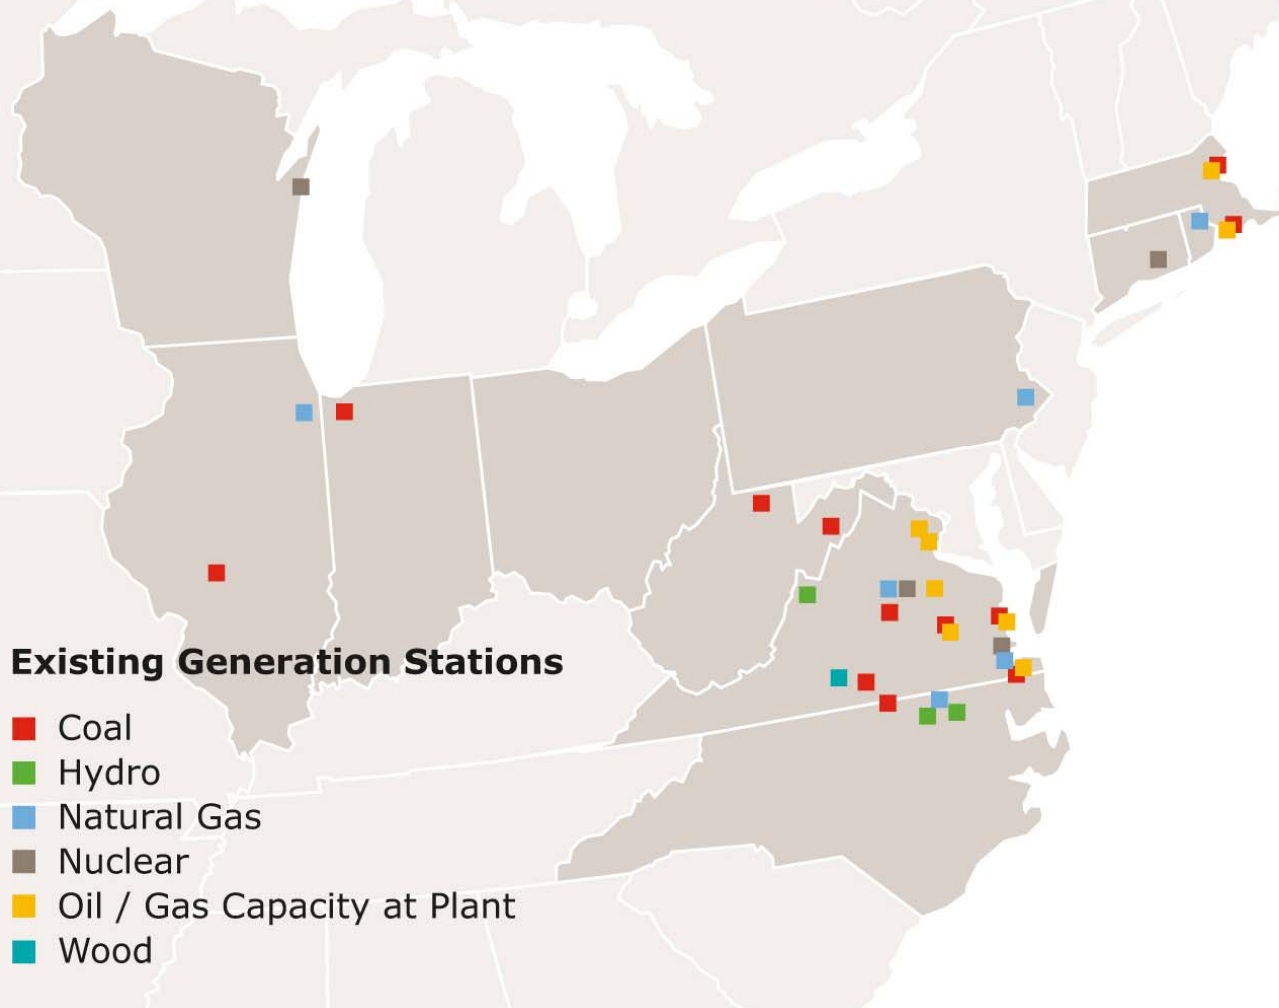 Existing Generation Stations
Coal
Hydro
Natural Gas
Nuclear
Oil / Gas Capacity at Plant
Wood